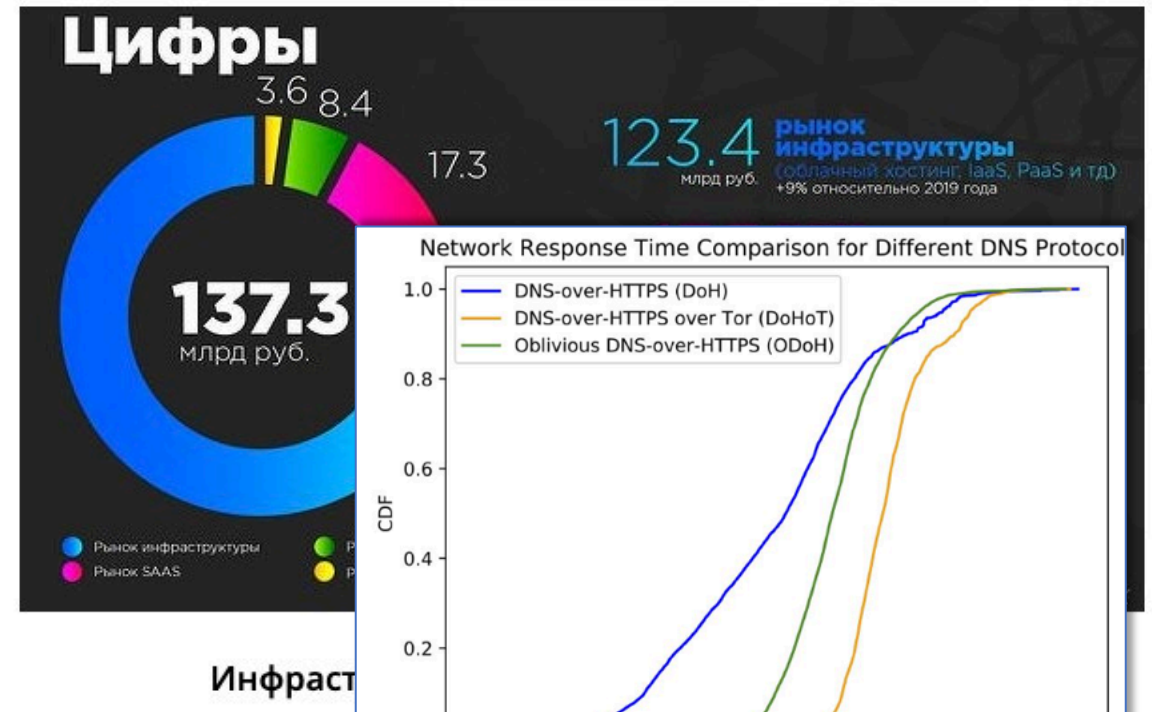 Цифры
3.6 8.4
17.3
123.4
млрд руб.
рынок
инфраструктуры
(облачный хостинг, IaaS, PaaS и тд)
+9% относительно 2019 года
137.3
млрд руб.
Рынок инфраструктуры
Рынок SAAS
Р
Р
Инфраст
Network Response Time Comparison for Different DNS Protocol
DNS-over-HTTPS (DoH)
DNS-over-HTTPS over Tor (DoHoT)
Oblivious DNS-over-HTTPS (ODoH)
1.0
0.8
0.6
CDF
0.4
0.2